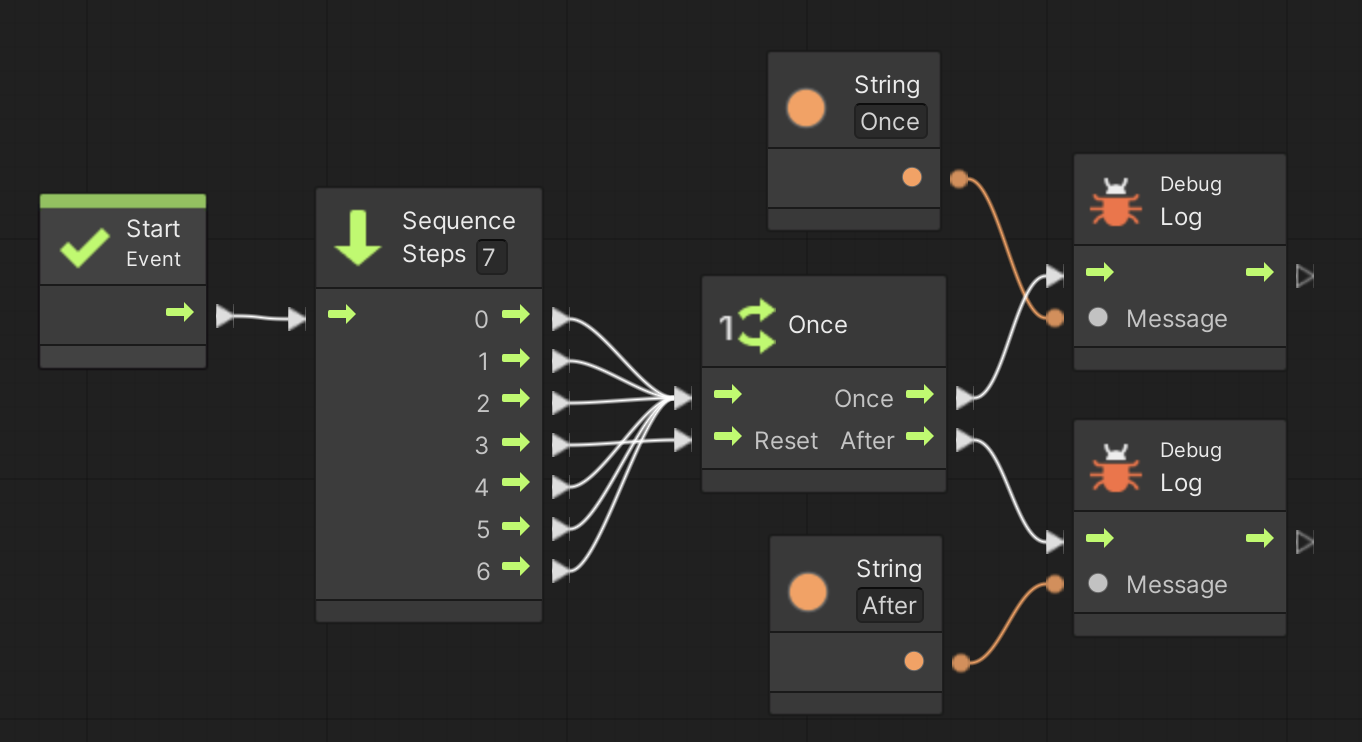 Start
Event
Sequence
Steps 7
0
1
2
3
4
5
6
String
Once
1
Once
Once
Reset After
String
After
Debug
Log
Message
Debug
Log
Message